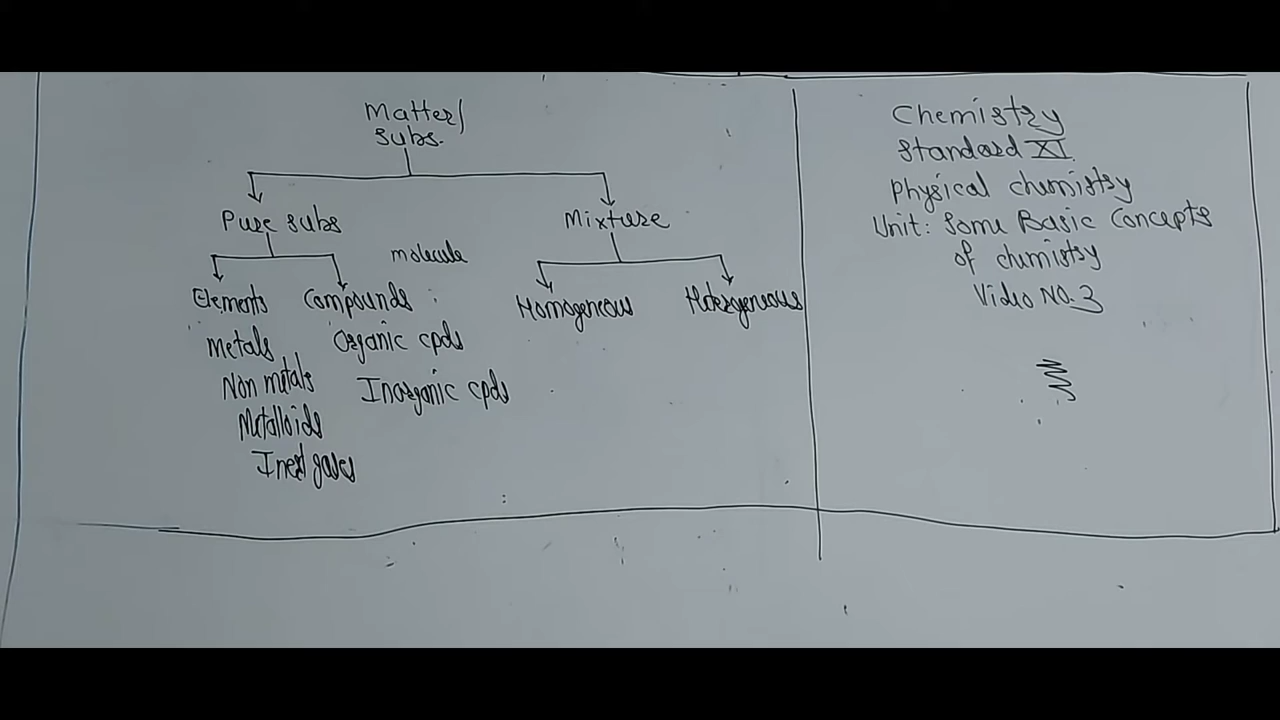 Matter/
Subs.
Pure subs
Mixture
molecule
Elements
Compounds
Homogeneous
Heterogeneous
Metals
Organic cpds
Non metals
Inorganic cpds
Metalloids
Inert gases
Chemistry
Standard XI
Physical chemistry
Unit: Some Basic Concepts
of chemistry
Video NO. 3